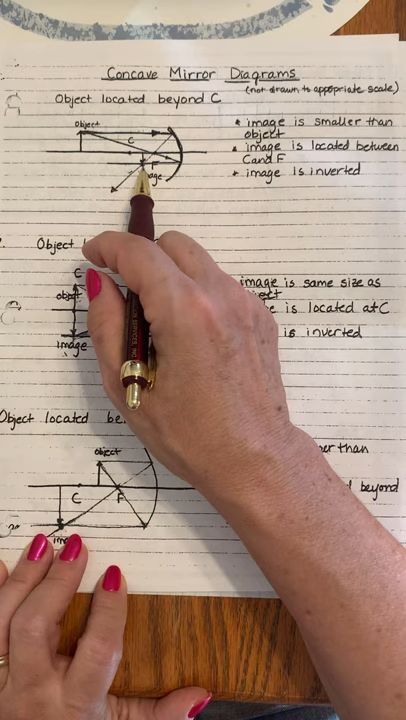 Concave Mirror Diagrams
(not drawn to appropriate scale)
Object located beyond C
Object
C
F
image
* image is smaller than
object
* image is located between
C and F
* image is inverted
Object
C
object
image
image is same size as
is located at C
is inverted
Object located be
object
C
F
than
beyond